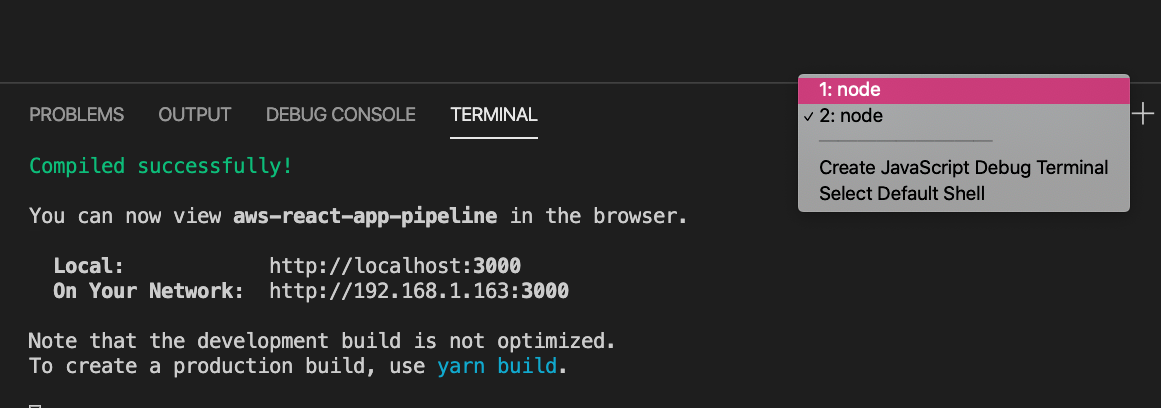 PROBLEMS OUTPUT DEBUG CONSOLE TERMINAL
1: node
✓ 2: node
Create JavaScript Debug Terminal
Select Default Shell
Compiled successfully!
You can now view aws-react-app-pipeline in the browser.
Local: http://localhost:3000
On Your Network: http://192.168.1.163:3000
Note that the development build is not optimized.
To create a production build, use yarn build.